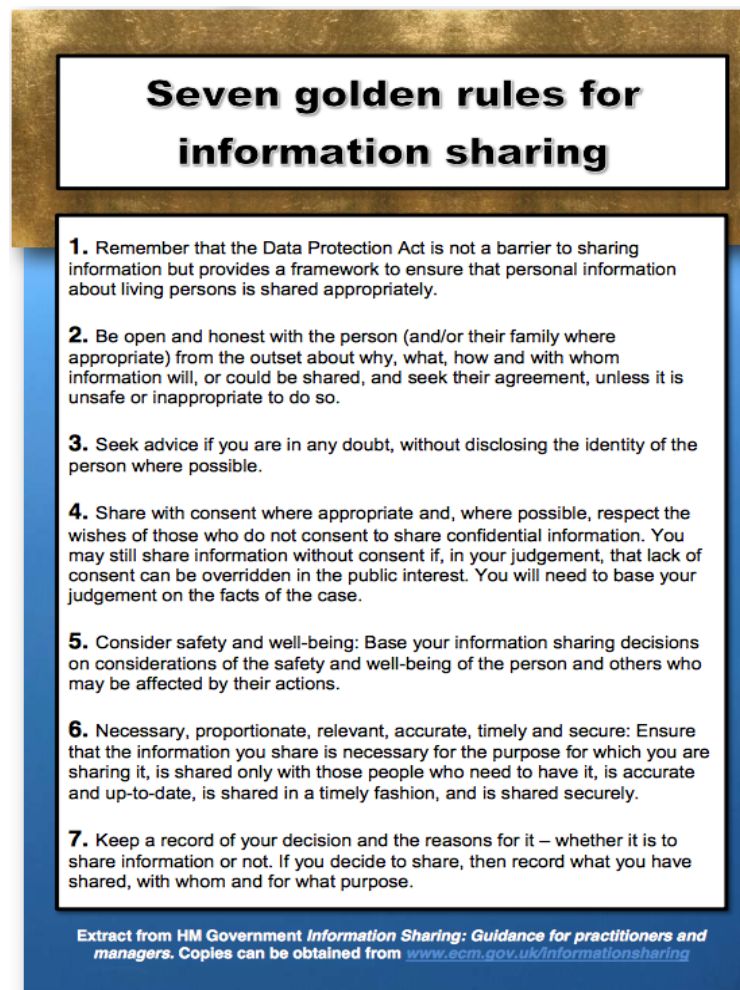 Seven golden rules for
information sharing
1. Remember that the Data Protection Act is not a barrier to sharing
information but provides a framework to ensure that personal information
about living persons is shared appropriately.
2. Be open and honest with the person (and/or their family where
appropriate) from the outset about why, what, how and with whom
information will, or could be shared, and seek their agreement, unless it is
unsafe or inappropriate to do so.
3. Seek advice if you are in any doubt, without disclosing the identity of the
person where possible.
4. Share with consent where appropriate and, where possible, respect the
wishes of those who do not consent to share confidential information. You
may still share information without consent if, in your judgement, that lack of
consent can be overridden in the public interest. You will need to base your
judgement on the facts of the case.
5. Consider safety and well-being: Base your information sharing decisions
on considerations of the safety and well-being of the person and others who
may be affected by their actions.
6. Necessary, proportionate, relevant, accurate, timely and secure: Ensure
that the information you share is necessary for the purpose for which you are
sharing it, is shared only with those people who need to have it, is accurate
and up-to-date, is shared in a timely fashion, and is shared securely.
7. Keep a record of your decision and the reasons for it – whether it is to
share information or not. If you decide to share, then record what you have
shared, with whom and for what purpose.
Extract from HM Government Information Sharing: Guidance for practitioners and
managers. Copies can be obtained from www.ecm.gov.uk/informationsharing